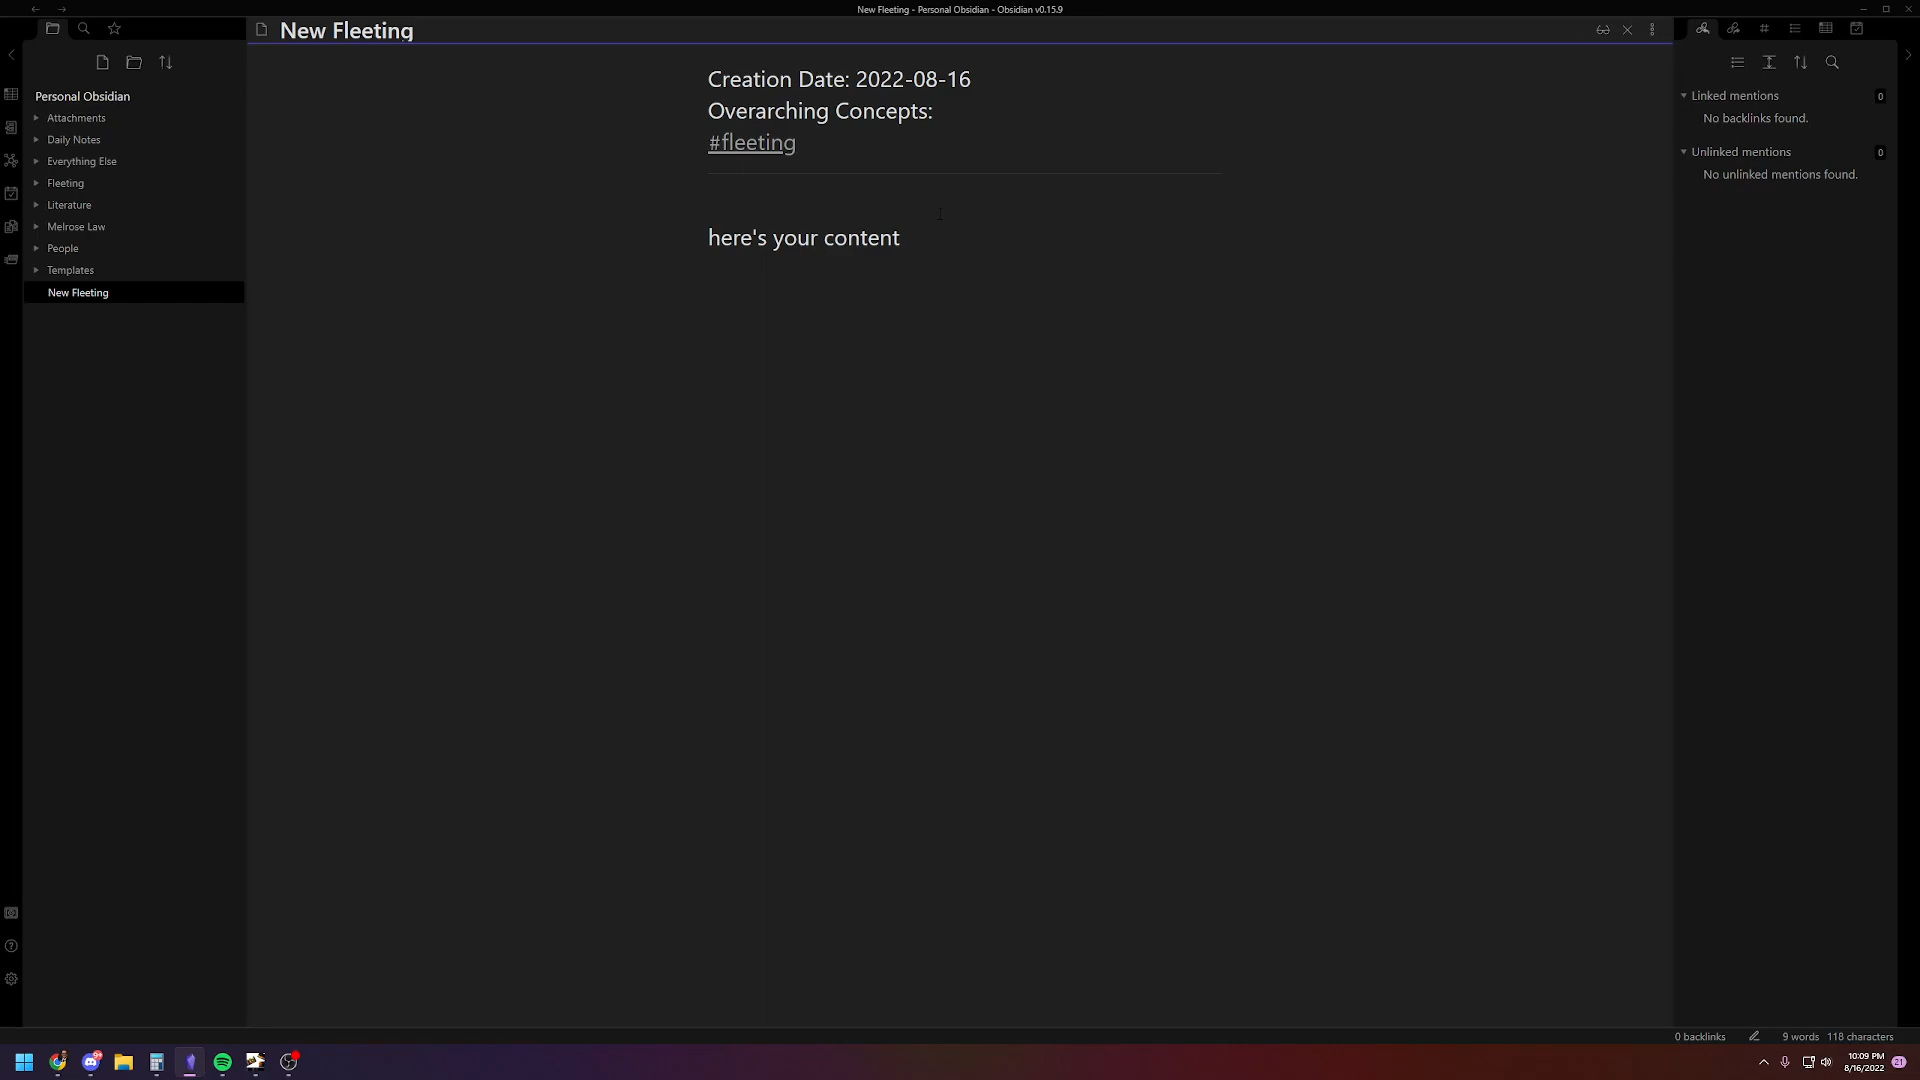 New Fleeting - Personal Obsidian - Obsidian v0.15.9
New Fleeting
Personal Obsidian
Attachments
Daily Notes
Everything Else
Fleeting
Literature
Melrose Law
People
Templates
New Fleeting
Creation Date: 2022-08-16
Overarching Concepts:
#fleeting
here's your content
Linked mentions 0
No backlinks found.
Unlinked mentions 0
No unlinked mentions found.
0 backlinks 9 words 118 characters
10:09 PM
8/16/2022
21